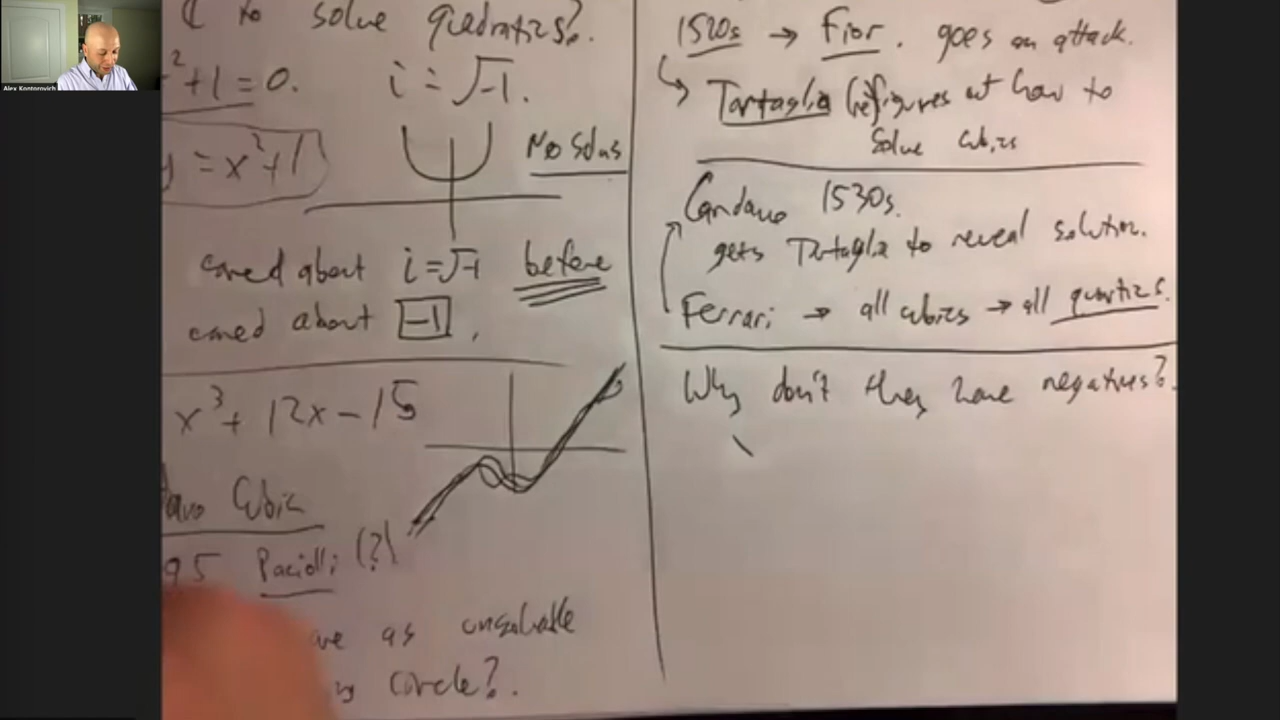 Alex Kontorovich
to solve quadratics?
²+1=0. i=√-1.
y=x²+1 No solns
cared about i=√-1 before
cared about -1,
x³+12x-15
Cubic
95 Paciolli (?)
as unsolvable
circle?.
1520s → Fior. goes on attack.
↳ Tartaglia (re)figures out how to
solve cubics
Cardano 1530s.
gets Tartaglia to reveal solution.
Ferrari → all cubics → all quartics.
Why don't they have negatives?